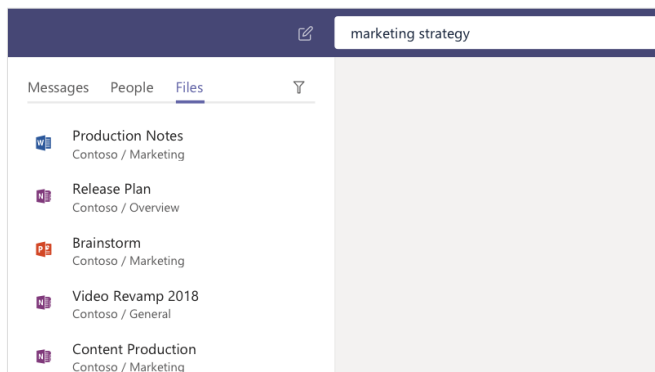 marketing strategy
Messages People Files
Production Notes
Contoso / Marketing
Release Plan
Contoso / Overview
Brainstorm
Contoso / Marketing
Video Revamp 2018
Contoso / General
Content Production
Contoso / Marketing